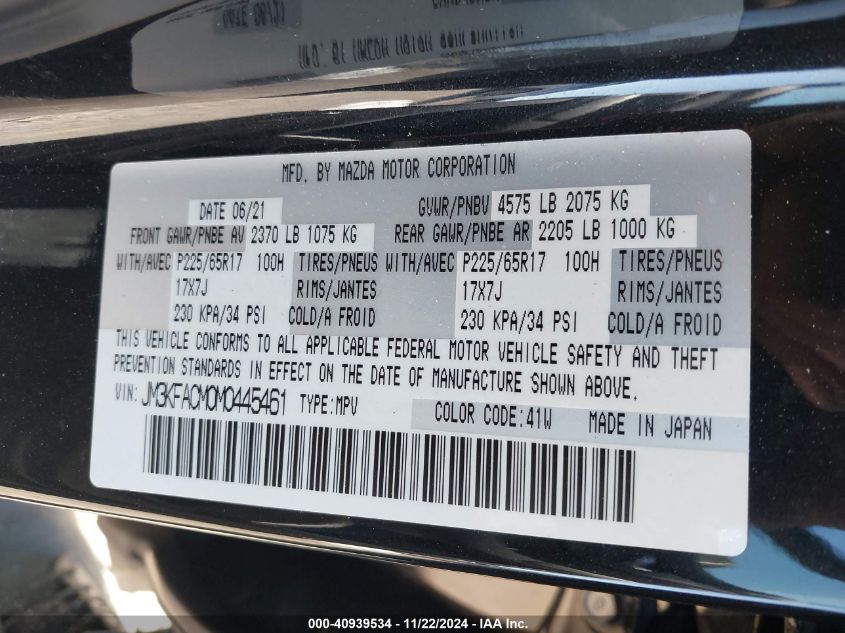 MFD. BY MAZDA MOTOR CORPORATION
DATE 06/21 GVWR/PNBV 4575 LB 2075 KG
FRONT GAWR/PNBE AV 2370 LB 1075 KG REAR GAWR/PNBE AR 2205 LB 1000 KG
WITH/AVEC P225/65R17 100H TIRES/PNEUS WITH/AVEC P225/65R17 100H TIRES/PNEUS
17X7J RIMS/JANTES 17X7J RIMS/JANTES
230 KPA/34 PSI COLD/A FROID 230 KPA/34 PSI COLD/A FROID
THIS VEHICLE CONFORMS TO ALL APPLICABLE FEDERAL MOTOR VEHICLE SAFETY AND THEFT
PREVENTION STANDARDS IN EFFECT ON THE DATE OF MANUFACTURE SHOWN ABOVE.
VIN: JM3KFACM0M0445461 TYPE:MPV COLOR CODE:41W MADE IN JAPAN
000-40939534 - 11/22/2024 - IAA Inc.